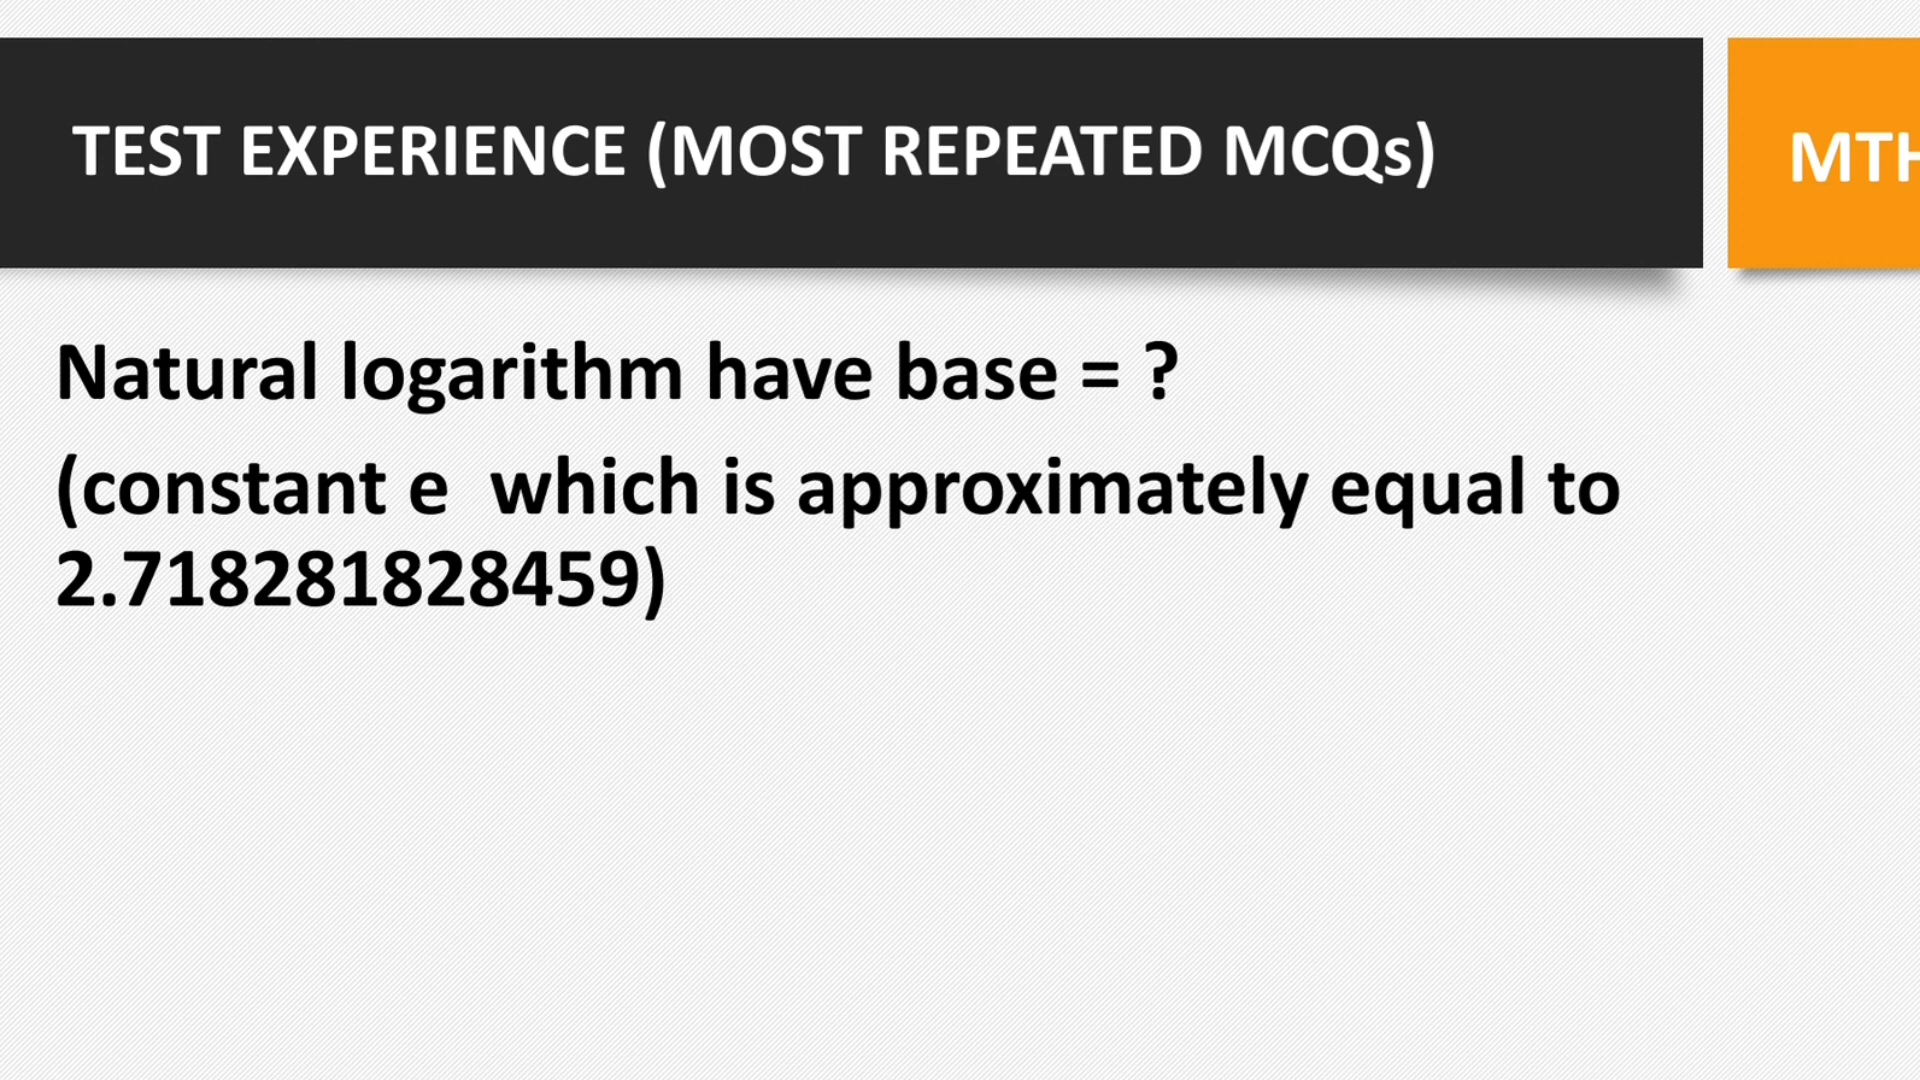 TEST EXPERIENCE (MOST REPEATED MCQs)
MTH
Natural logarithm have base = ?
(constant e which is approximately equal to
2.718281828459)